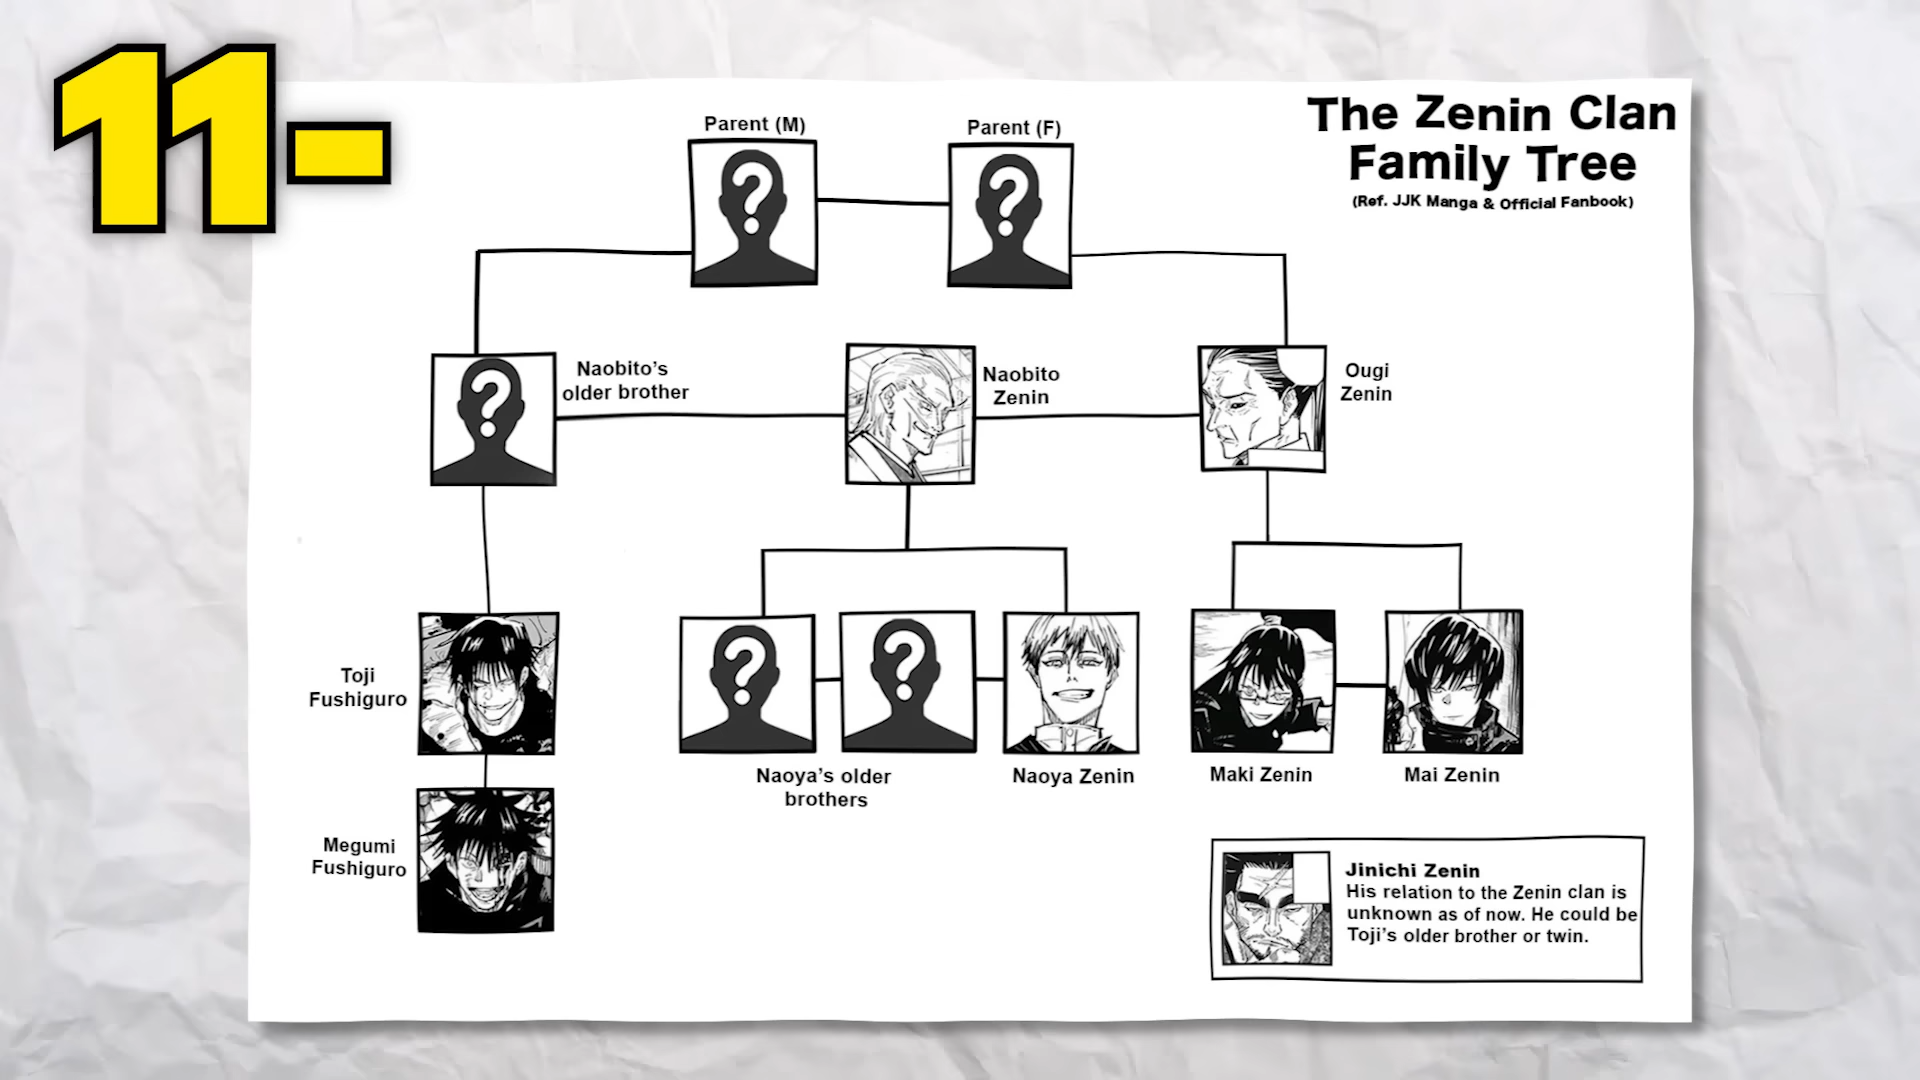 11-
The Zenin Clan
Family Tree
(Ref. JJK Manga & Official Fanbook)
Parent (M)
Parent (F)
?
?
Naobito's
older brother
Naobito
Zenin
Ougi
Zenin
?
Toji
Fushiguro
?
?
Naoya's older
brothers
Naoya Zenin
Maki Zenin
Mai Zenin
Megumi
Fushiguro
Jinichi Zenin
His relation to the Zenin clan is
unknown as of now. He could be
Toji's older brother or twin.